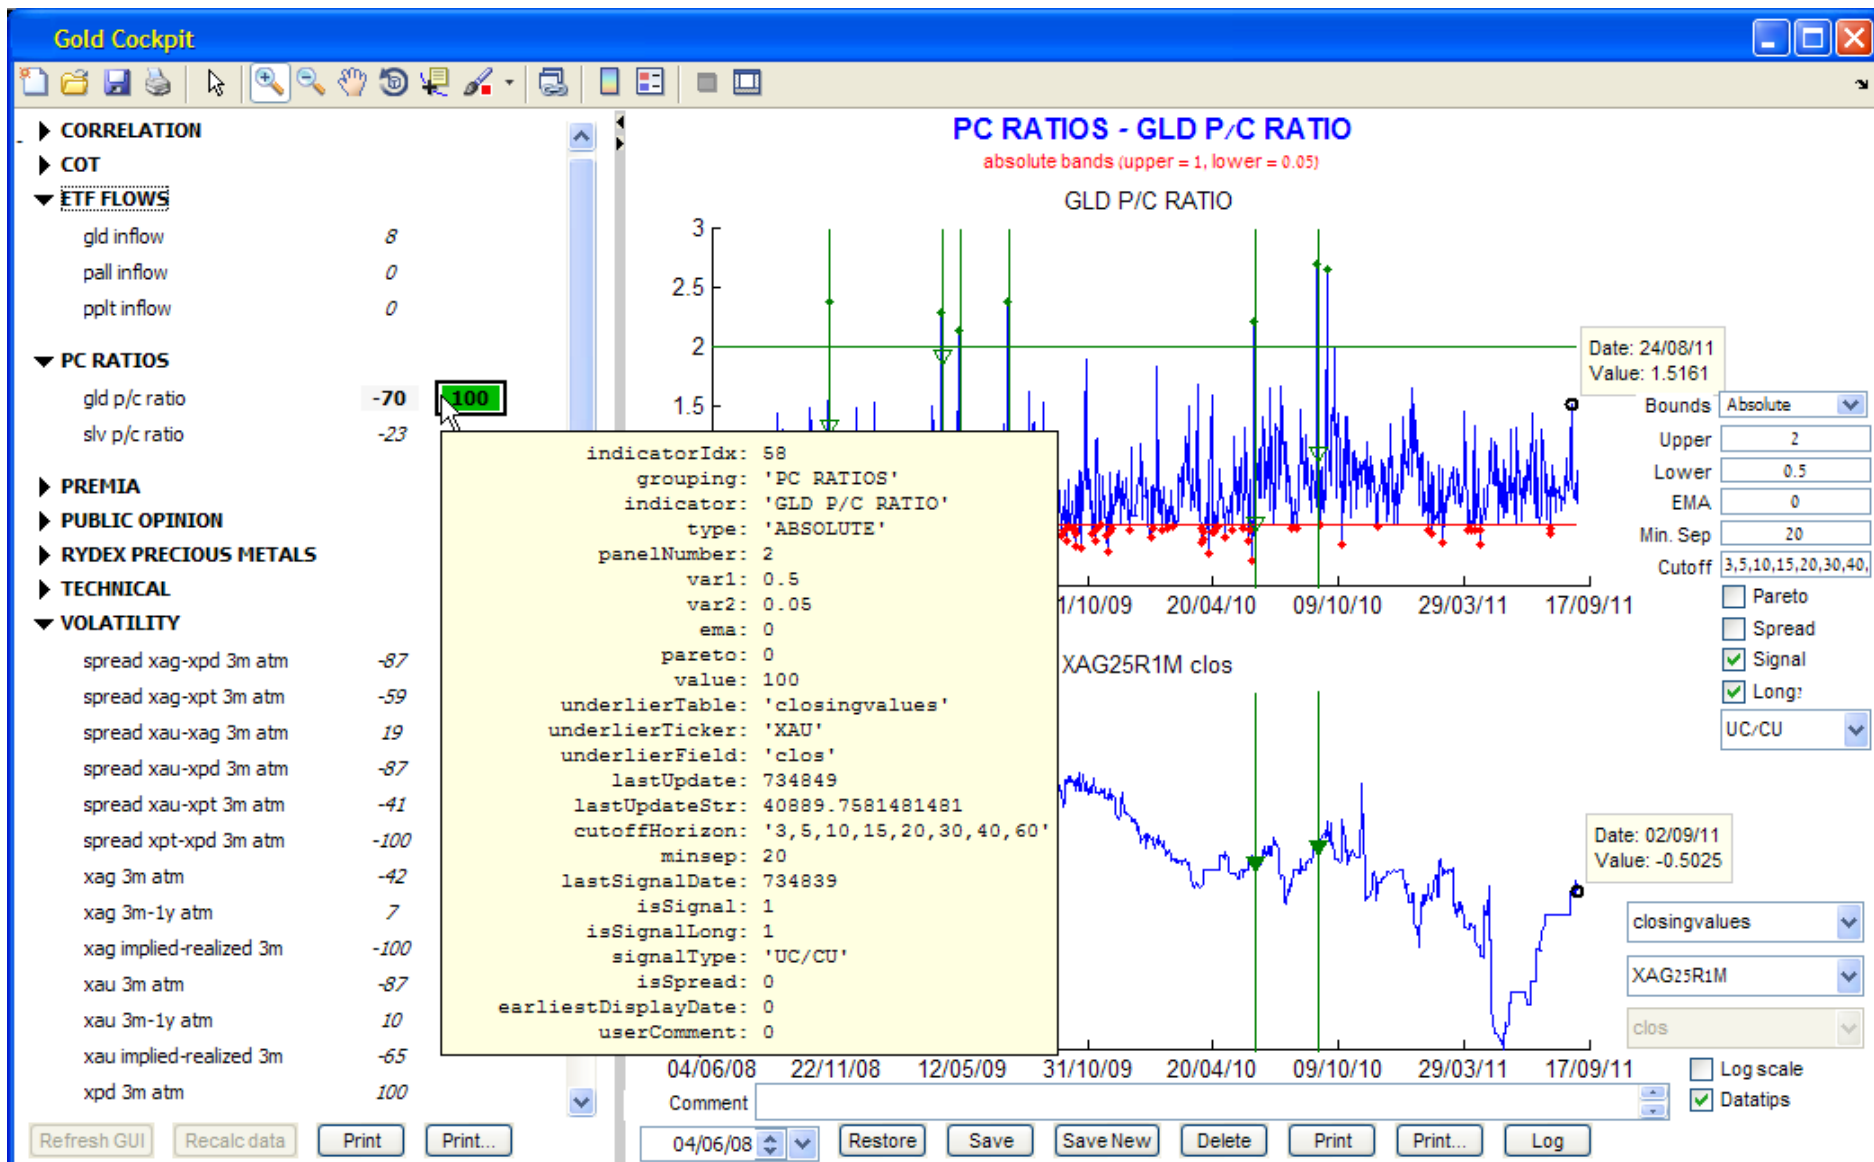 Gold Cockpit
CORRELATION
COT
ETF FLOWS
gld inflow 8
pall inflow 0
pplt inflow 0
PC RATIOS
gld p/c ratio -70 100
slv p/c ratio -23
PREMIA
PUBLIC OPINION
RYDEX PRECIOUS METALS
TECHNICAL
VOLATILITY
spread xag-xpd 3m atm -87
spread xag-xpt 3m atm -59
spread xau-xag 3m atm 19
spread xau-xpd 3m atm -87
spread xau-xpt 3m atm -41
spread xpt-xpd 3m atm -100
xag 3m atm -42
xag 3m-1y atm 7
xag implied-realized 3m -100
xau 3m atm -87
xau 3m-1y atm 10
xau implied-realized 3m -65
xpd 3m atm 100
Refresh GUI Recalc data Print Print...
indicatorIdx: 58
grouping: 'PC RATIOS'
indicator: 'GLD P/C RATIO'
type: 'ABSOLUTE'
panelNumber: 2
var1: 0.5
var2: 0.05
ema: 0
pareto: 0
value: 100
underlierTable: 'closingvalues'
underlierTicker: 'XAU'
underlierField: 'clos'
lastUpdate: 734849
lastUpdateStr: 40889.7581481481
cutoffHorizon: '3,5,10,15,20,30,40,60'
minsep: 20
lastSignalDate: 734839
isSignal: 1
isSignalLong: 1
signalType: 'UC/CU'
isSpread: 0
earliestDisplayDate: 0
userComment: 0
PC RATIOS - GLD P/C RATIO
absolute bands (upper = 1, lower = 0.05)
GLD P/C RATIO
3
2.5
2
1.5
Date: 24/08/11
Value: 1.5161
1/10/09 20/04/10 09/10/10 29/03/11 17/09/11
Bounds Absolute
Upper 2
Lower 0.5
EMA 0
Min. Sep 20
Cutoff 3,5,10,15,20,30,40,
Pareto
Spread
Signal
Long?
UC/CU
XAG25R1M clos
Date: 02/09/11
Value: -0.5025
closingvalues
XAG25R1M
clos
04/06/08 22/11/08 12/05/09 31/10/09 20/04/10 09/10/10 29/03/11 17/09/11
Log scale
Datatips
Comment
04/06/08 Restore Save Save New Delete Print Print... Log